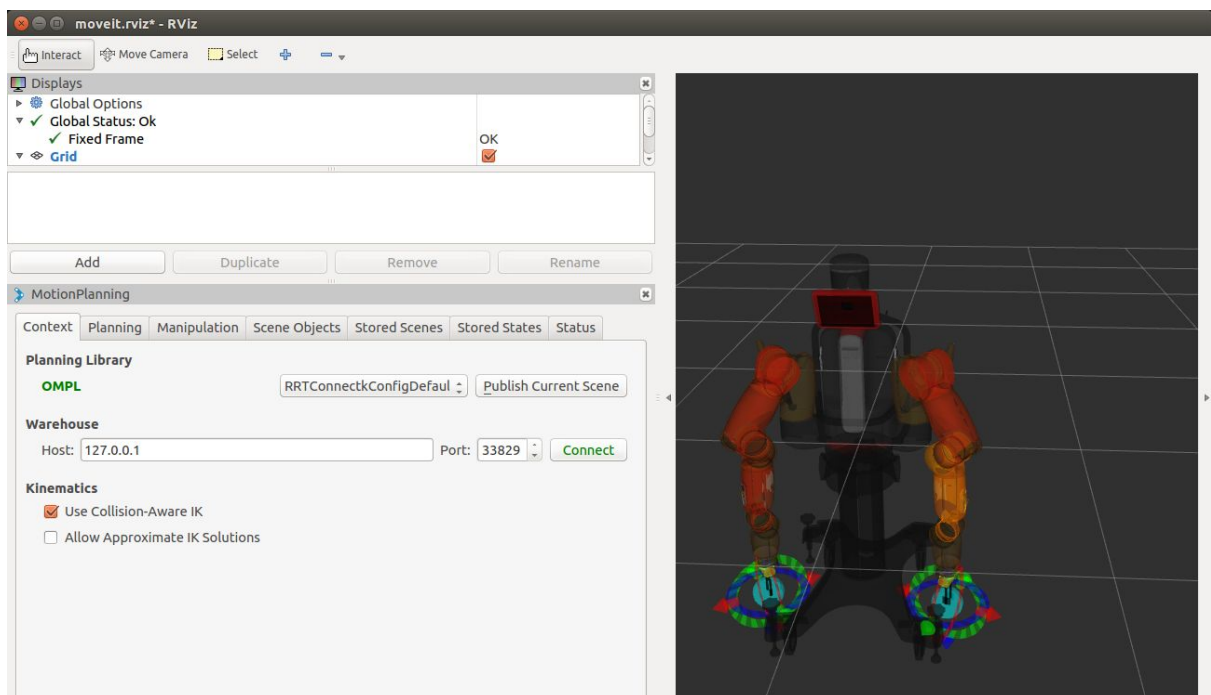 moveit.rviz* - RViz
Interact Move Camera Select
Displays
Global Options
Global Status: Ok
Fixed Frame OK
Grid
Add Duplicate Remove Rename
MotionPlanning
Context Planning Manipulation Scene Objects Stored Scenes Stored States Status
Planning Library
OMPL RRTConnectkConfigDefaul Publish Current Scene
Warehouse
Host: 127.0.0.1 Port: 33829 Connect
Kinematics
Use Collision-Aware IK
Allow Approximate IK Solutions